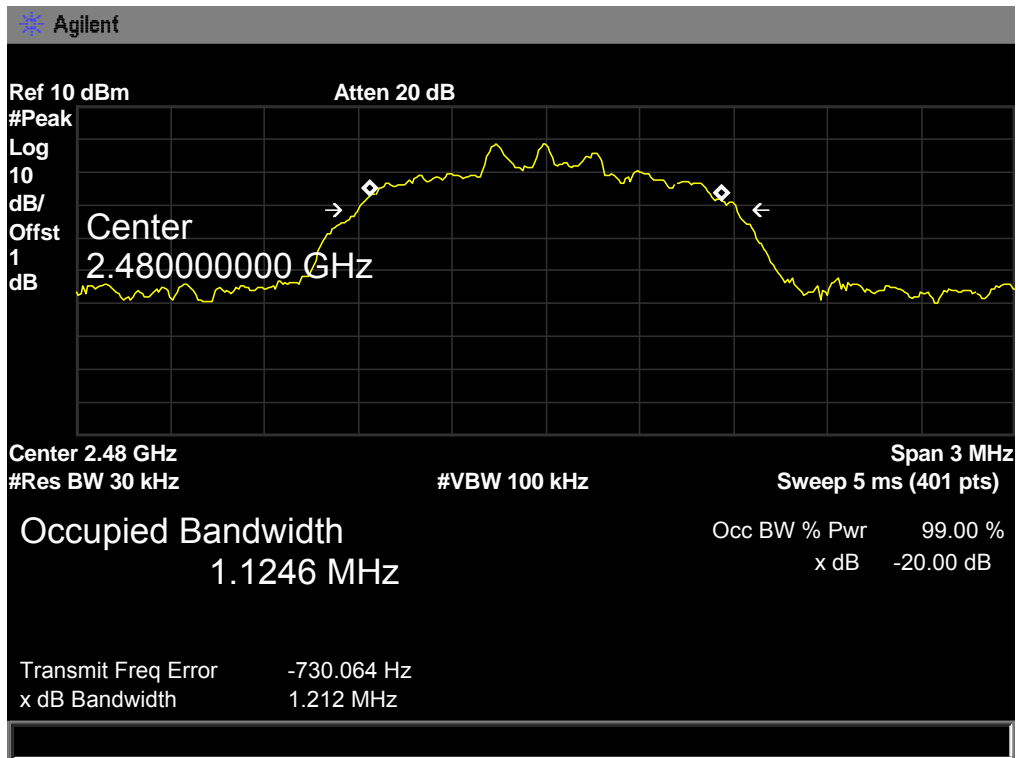 Agilent
Ref 10 dBm Atten 20 dB
#Peak
Log
10
dB/
Offst
1
dB
Center
2.480000000 GHz
Center 2.48 GHz Span 3 MHz
#Res BW 30 kHz #VBW 100 kHz Sweep 5 ms (401 pts)
Occupied Bandwidth Occ BW % Pwr 99.00 %
1.1246 MHz x dB -20.00 dB
Transmit Freq Error -730.064 Hz
x dB Bandwidth 1.212 MHz